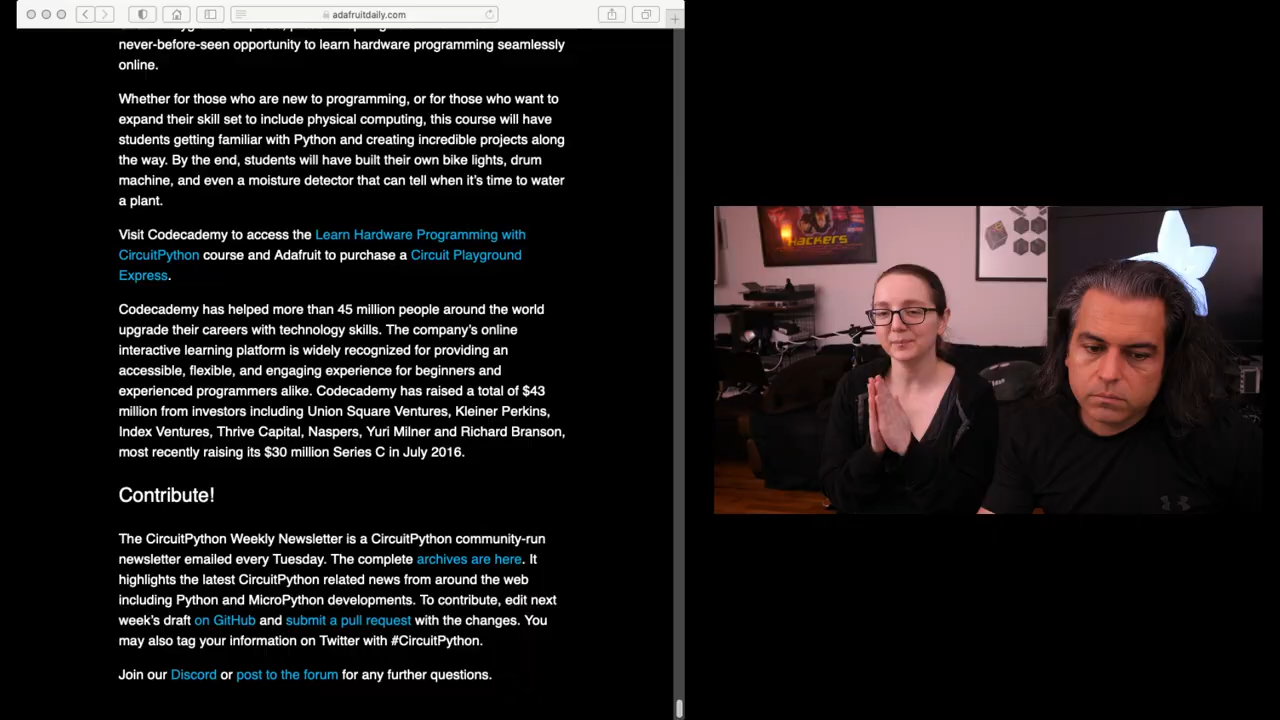 adafruitdaily.com
never-before-seen opportunity to learn hardware programming seamlessly
online.
Whether for those who are new to programming, or for those who want to
expand their skill set to include physical computing, this course will have
students getting familiar with Python and creating incredible projects along
the way. By the end, students will have built their own bike lights, drum
machine, and even a moisture detector that can tell when it's time to water
a plant.
Visit Codecademy to access the Learn Hardware Programming with
CircuitPython course and Adafruit to purchase a Circuit Playground
Express.
Codecademy has helped more than 45 million people around the world
upgrade their careers with technology skills. The company's online
interactive learning platform is widely recognized for providing an
accessible, flexible, and engaging experience for beginners and
experienced programmers alike. Codecademy has raised a total of $43
million from investors including Union Square Ventures, Kleiner Perkins,
Index Ventures, Thrive Capital, Naspers, Yuri Milner and Richard Branson,
most recently raising its $30 million Series C in July 2016.
Contribute!
The CircuitPython Weekly Newsletter is a CircuitPython community-run
newsletter emailed every Tuesday. The complete archives are here. It
highlights the latest CircuitPython related news from around the web
including Python and MicroPython developments. To contribute, edit next
week's draft on GitHub and submit a pull request with the changes. You
may also tag your information on Twitter with #CircuitPython.
Join our Discord or post to the forum for any further questions.
HACKERS